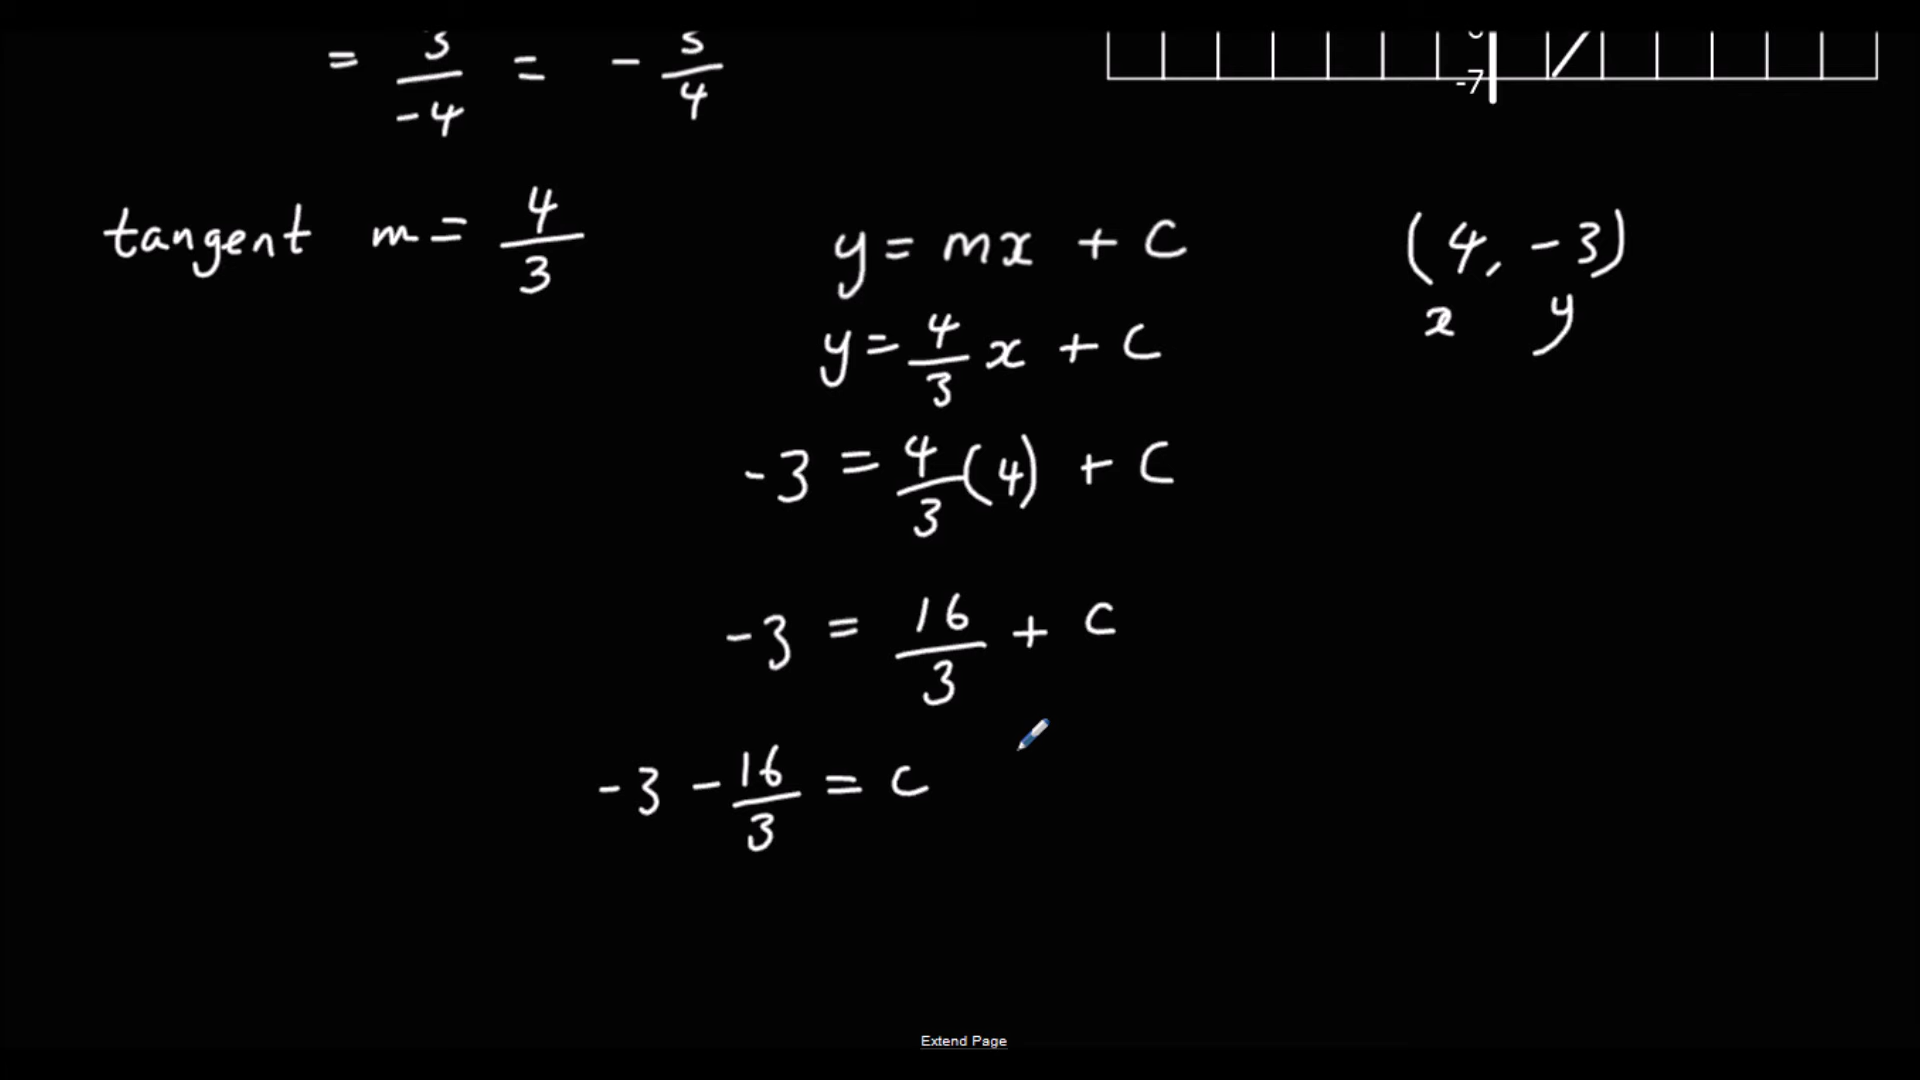 = 3/-4 = - 3/4
-7
tangent m = 4/3
y = mx + c
(4, -3)
x y
y = 4/3 x + c
-3 = 4/3 (4) + c
-3 = 16/3 + c
-3 - 16/3 = c
Extend Page